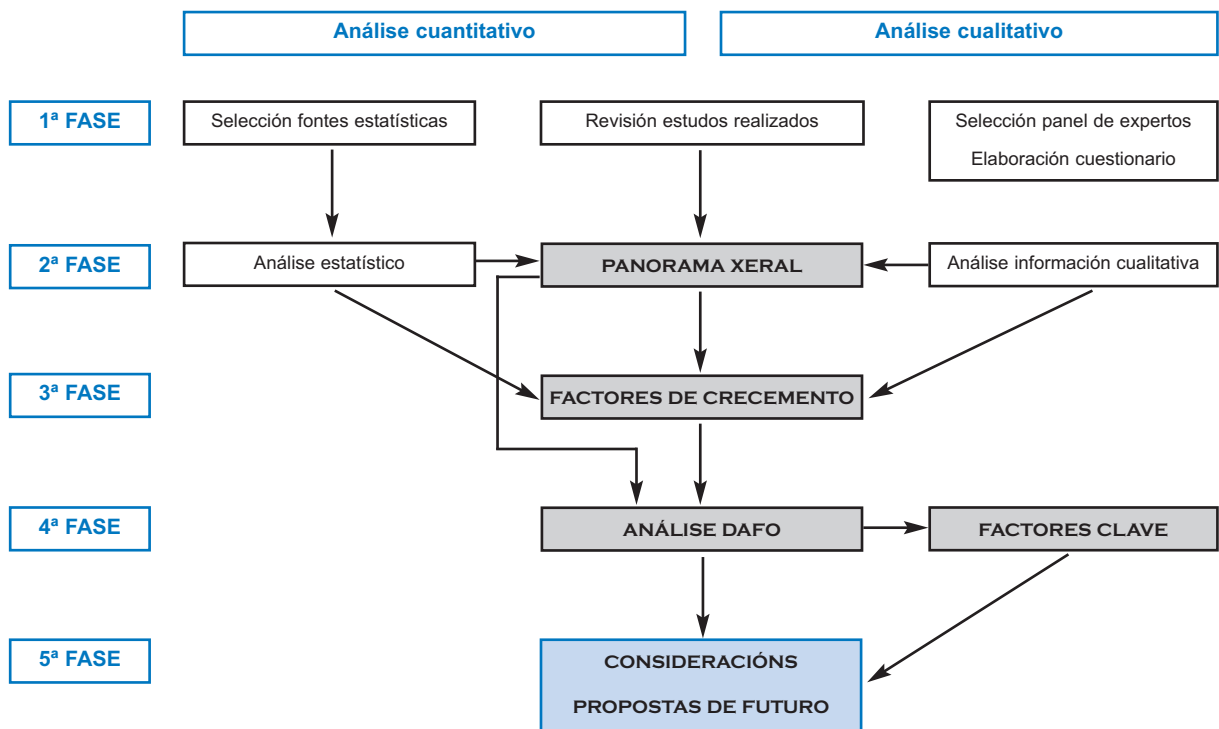 Análise cuantitativo
Análise cualitativo
1ª FASE
Selección fontes estatísticas
Revisión estudos realizados
Selección panel de expertos
Elaboración cuestionario
2ª FASE
Análise estatístico
PANORAMA XERAL
Análise información cualitativa
3ª FASE
FACTORES DE CRECEMENTO
4ª FASE
ANÁLISE DAFO
FACTORES CLAVE
5ª FASE
CONSIDERACIÓNS
PROPOSTAS DE FUTURO